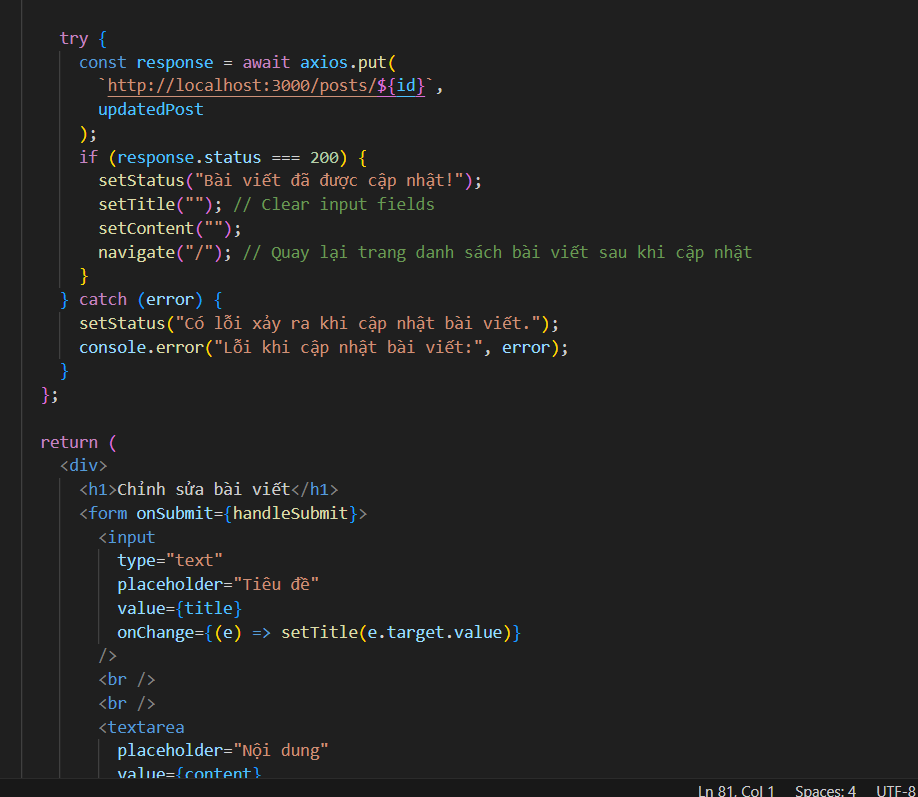 try {
const response = await axios.put(
`http://localhost:3000/posts/${id}`,
updatedPost
);
if (response.status === 200) {
setStatus("Bài viết đã được cập nhật!");
setTitle(""); // Clear input fields
setContent("");
navigate("/"); // Quay lại trang danh sách bài viết sau khi cập nhật
}
} catch (error) {
setStatus("Có lỗi xảy ra khi cập nhật bài viết.");
console.error("Lỗi khi cập nhật bài viết:", error);
}
};
return (
<div>
<h1>Chỉnh sửa bài viết</h1>
<form onSubmit={handleSubmit}>
<input
type="text"
placeholder="Tiêu đề"
value={title}
onChange={(e) => setTitle(e.target.value)}
/>
<br />
<br />
<textarea
placeholder="Nội dung"
value={content}
Ln 81, Col 1 Spaces: 4 UTF-8